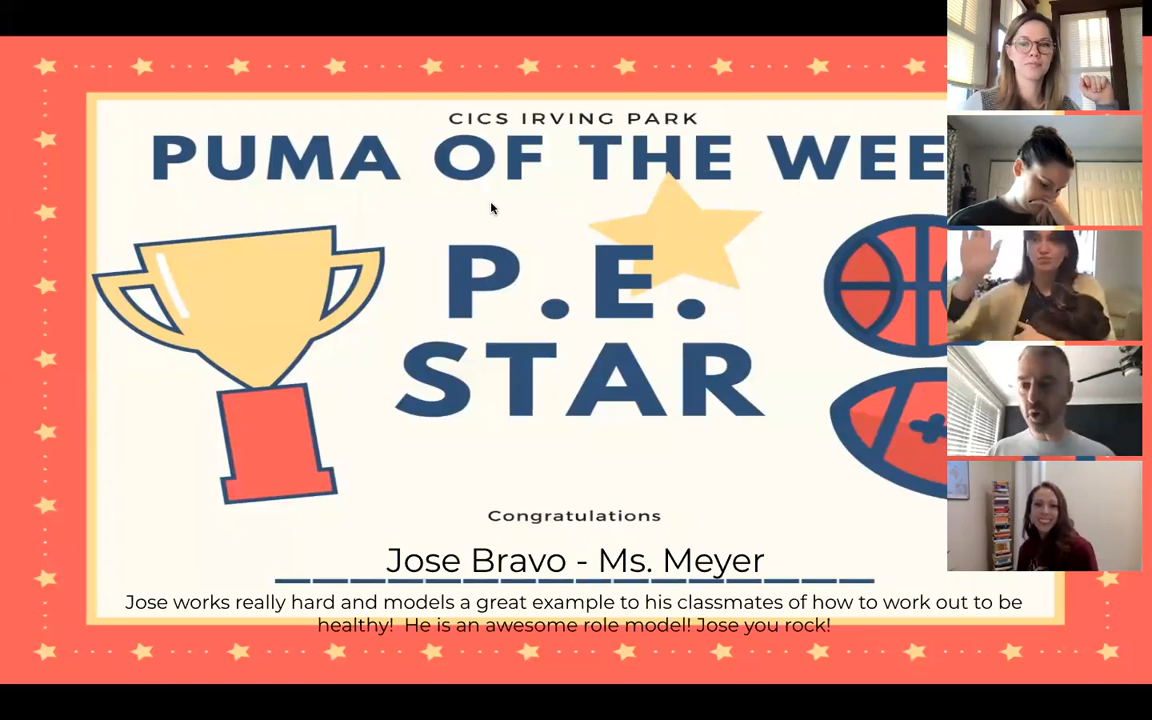 CICS IRVING PARK
PUMA OF THE WEE
P.E.
STAR
Congratulations
Jose Bravo - Ms. Meyer
Jose works really hard and models a great example to his classmates of how to work out to be
healthy! He is an awesome role model! Jose you rock!